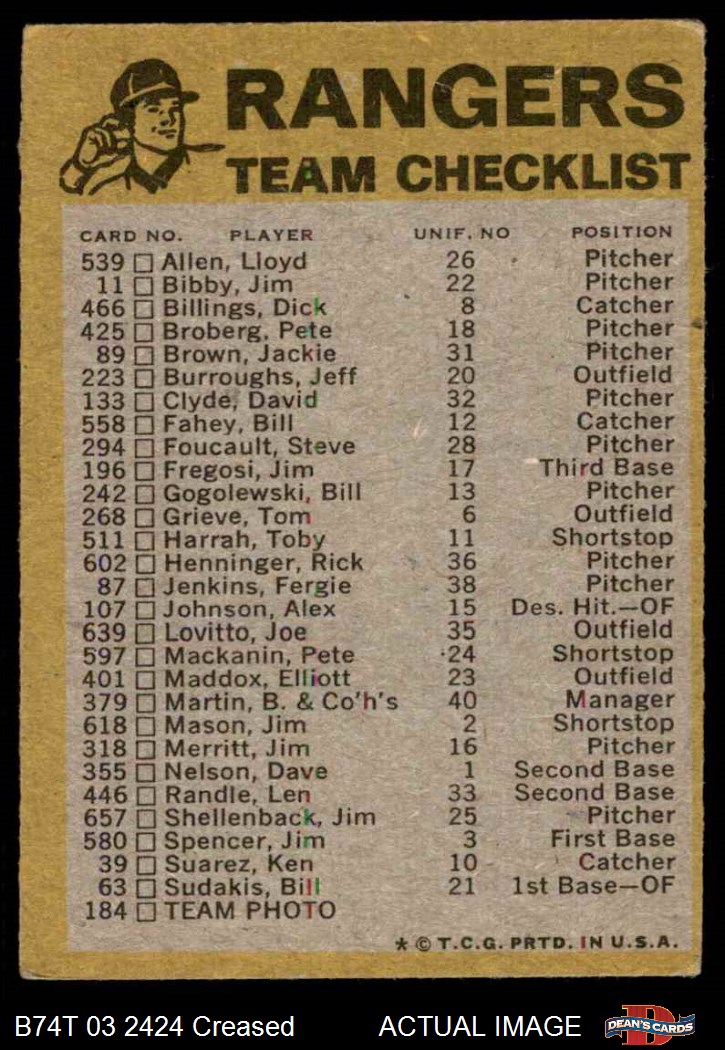 RANGERS
TEAM CHECKLIST
CARD NO. PLAYER UNIF. NO POSITION
539 Allen, Lloyd 26 Pitcher
11 Bibby, Jim 22 Pitcher
466 Billings, Dick 8 Catcher
425 Broberg, Pete 18 Pitcher
89 Brown, Jackie 31 Pitcher
223 Burroughs, Jeff 20 Outfield
133 Clyde, David 32 Pitcher
558 Fahey, Bill 12 Catcher
294 Foucault, Steve 28 Pitcher
196 Fregosi, Jim 17 Third Base
242 Gogolewski, Bill 13 Pitcher
268 Grieve, Tom 6 Outfield
511 Harrah, Toby 11 Shortstop
602 Henninger, Rick 36 Pitcher
87 Jenkins, Fergie 38 Pitcher
107 Johnson, Alex 15 Des. Hit.—OF
639 Lovitto, Joe 35 Outfield
597 Mackanin, Pete 24 Shortstop
401 Maddox, Elliott 23 Outfield
379 Martin, B. & Co'h's 40 Manager
618 Mason, Jim 2 Shortstop
318 Merritt, Jim 16 Pitcher
355 Nelson, Dave 1 Second Base
446 Randle, Len 33 Second Base
657 Shellenback, Jim 25 Pitcher
580 Spencer, Jim 3 First Base
39 Suarez, Ken 10 Catcher
63 Sudakis, Bill 21 1st Base—OF
184 TEAM PHOTO
* © T.C.G. PRTD. IN U.S.A.
B74T 03 2424 Creased ACTUAL IMAGE
DEAN'S CARDS